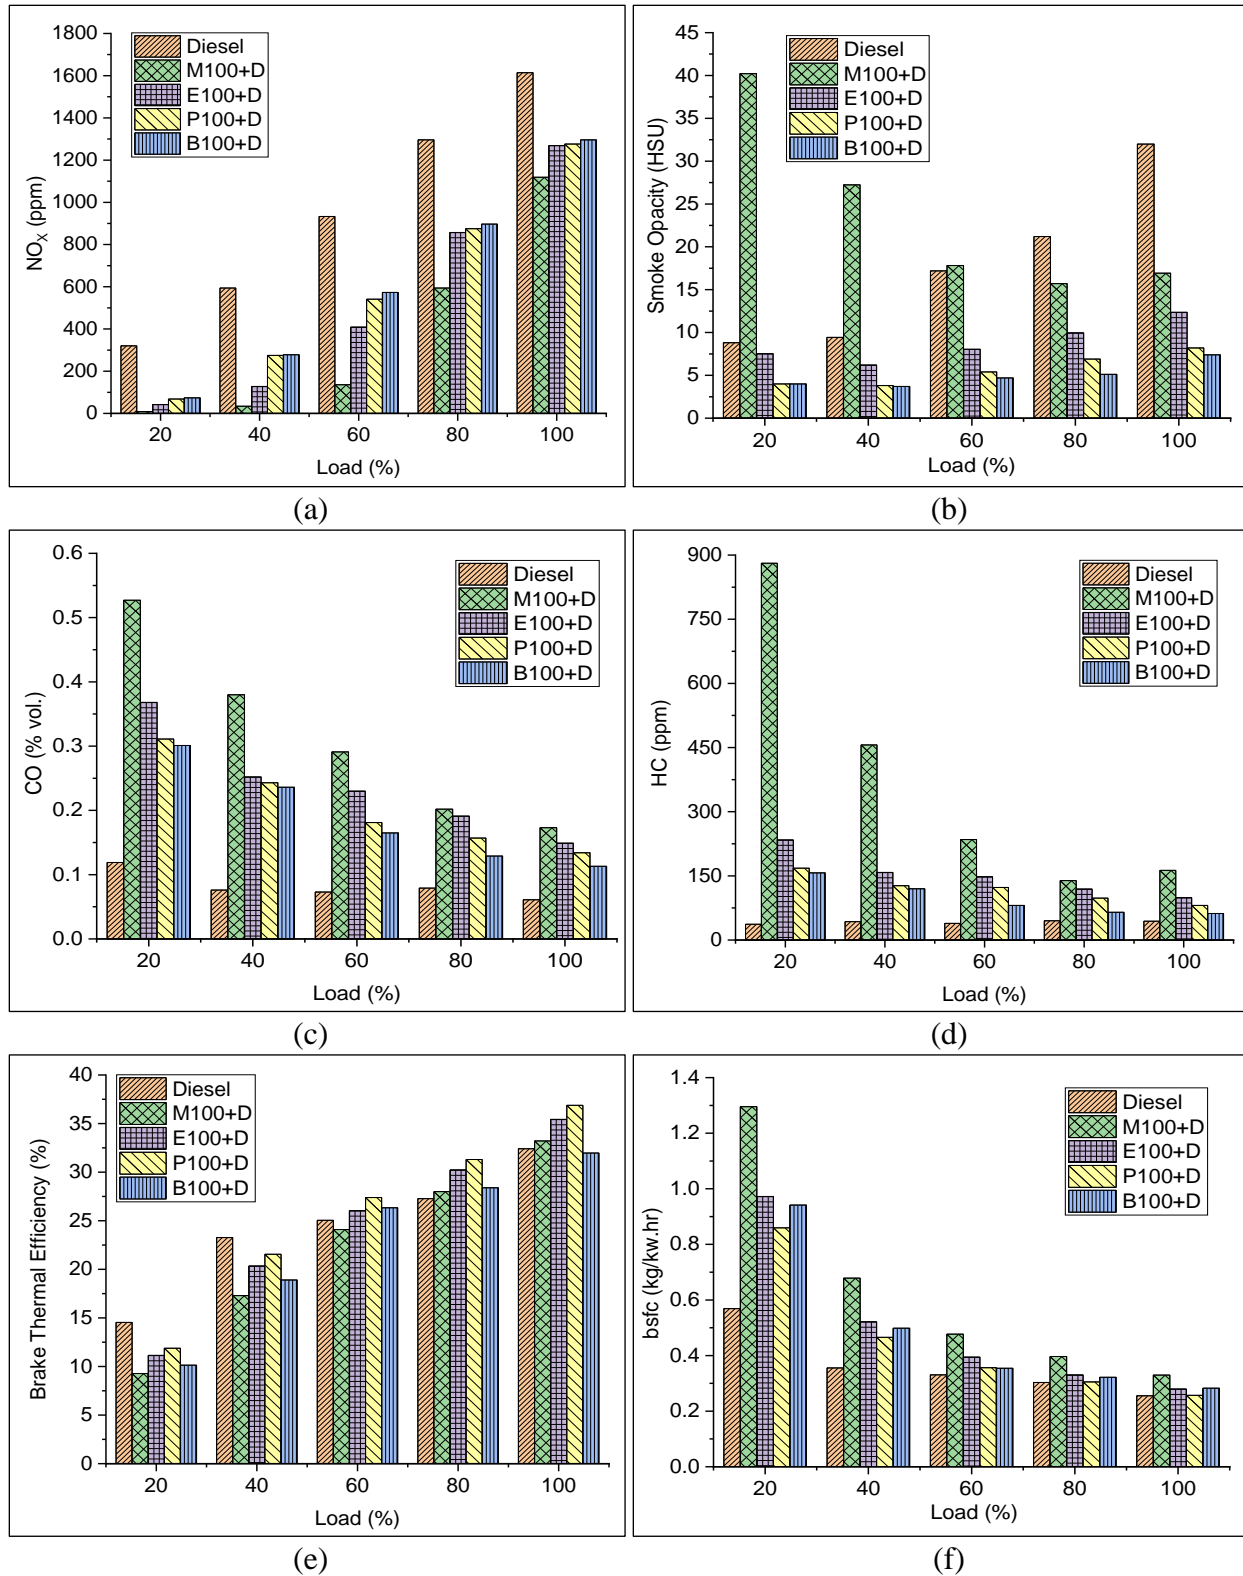 1800
1600
1400
1200
1000
800
600
400
200
0
NOX (ppm)
Diesel
M100+D
E100+D
P100+D
B100+D
20 40 60 80 100
Load (%)
(a)
45
40
35
30
25
20
15
10
5
0
Smoke Opacity (HSU)
Diesel
M100+D
E100+D
P100+D
B100+D
20 40 60 80 100
Load (%)
(b)
0.6
0.5
0.4
0.3
0.2
0.1
0.0
CO (% vol.)
Diesel
M100+D
E100+D
P100+D
B100+D
20 40 60 80 100
Load (%)
(c)
900
750
600
450
300
150
0
HC (ppm)
Diesel
M100+D
E100+D
P100+D
B100+D
20 40 60 80 100
Load (%)
(d)
40
35
30
25
20
15
10
5
0
Brake Thermal Efficiency (%)
Diesel
M100+D
E100+D
P100+D
B100+D
20 40 60 80 100
Load (%)
(e)
1.4
1.2
1.0
0.8
0.6
0.4
0.2
0.0
bsfc (kg/kw.hr)
Diesel
M100+D
E100+D
P100+D
B100+D
20 40 60 80 100
Load (%)
(f)